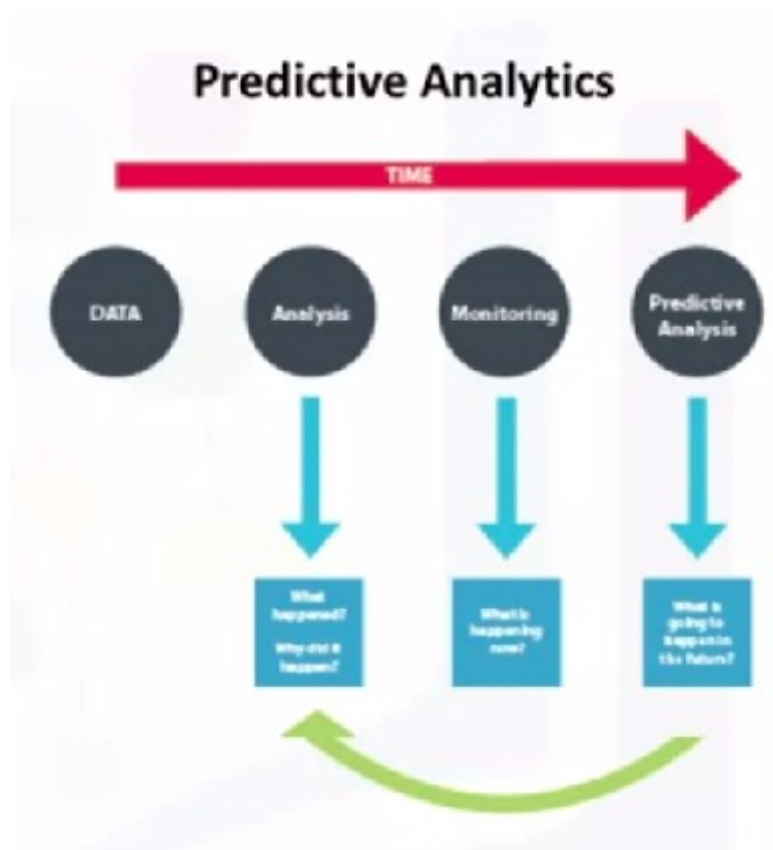 Predictive Analytics
TIME
DATA
Analysis
Monitoring
Predictive
Analysis
What
happened?
Why did it
happen?
What is
happening
now?
What is
going to
happen in
the future?